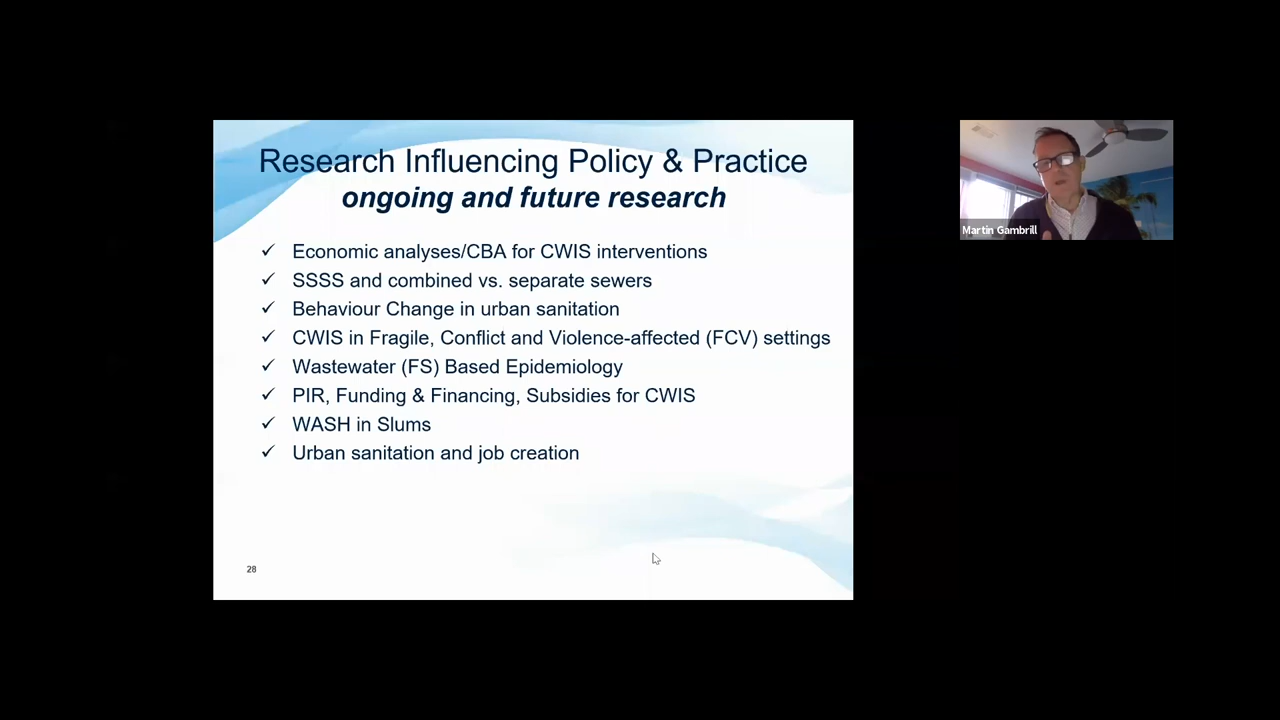 Research Influencing Policy & Practice
ongoing and future research
✓ Economic analyses/CBA for CWIS interventions
✓ SSSS and combined vs. separate sewers
✓ Behaviour Change in urban sanitation
✓ CWIS in Fragile, Conflict and Violence-affected (FCV) settings
✓ Wastewater (FS) Based Epidemiology
✓ PIR, Funding & Financing, Subsidies for CWIS
✓ WASH in Slums
✓ Urban sanitation and job creation
28
Martin Gambrill